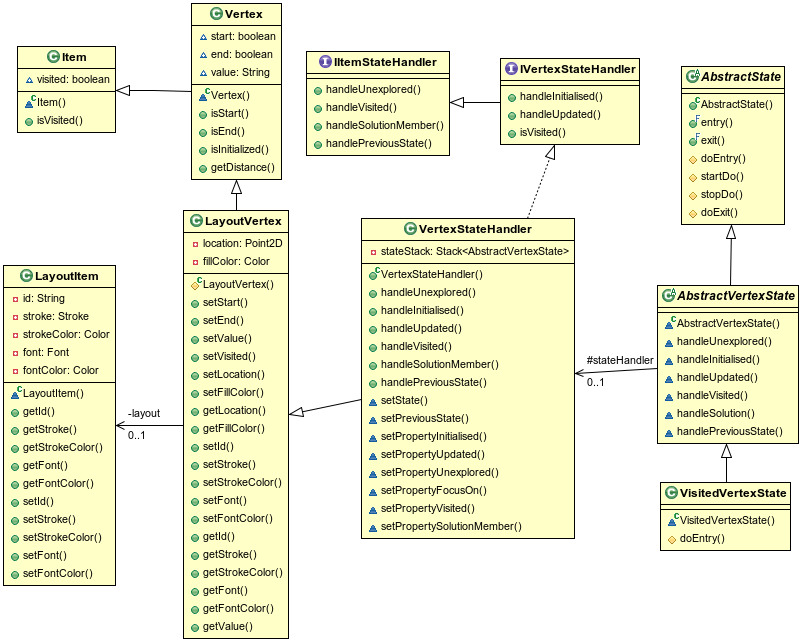 Item
visited: boolean
Item()
isVisited()
Vertex
start: boolean
end: boolean
value: String
Vertex()
isStart()
isEnd()
isInitialized()
getDistance()
IItemStateHandler
handleUnexplored()
handleVisited()
handleSolutionMember()
handlePreviousState()
IVertexStateHandler
handleInitialised()
handleUpdated()
isVisited()
AbstractState
AbstractState()
entry()
exit()
doEntry()
startDo()
stopDo()
doExit()
LayoutItem
id: String
stroke: Stroke
strokeColor: Color
font: Font
fontColor: Color
LayoutItem()
getId()
getStroke()
getStrokeColor()
getFont()
getFontColor()
setId()
setStroke()
setStrokeColor()
setFont()
setFontColor()
-layout
0..1
LayoutVertex
location: Point2D
fillColor: Color
LayoutVertex()
setStart()
setEnd()
setValue()
setVisited()
setLocation()
setFillColor()
getLocation()
getFillColor()
setId()
setStroke()
setStrokeColor()
setFont()
setFontColor()
getId()
getStroke()
getStrokeColor()
getFont()
getFontColor()
getValue()
VertexStateHandler
stateStack: Stack<AbstractVertexState>
VertexStateHandler()
handleUnexplored()
handleInitialised()
handleUpdated()
handleVisited()
handleSolutionMember()
handlePreviousState()
setState()
setPreviousState()
setPropertyInitialised()
setPropertyUpdated()
setPropertyUnexplored()
setPropertyFocusOn()
setPropertyVisited()
setPropertySolutionMember()
#stateHandler
0..1
AbstractVertexState
AbstractVertexState()
handleUnexplored()
handleInitialised()
handleUpdated()
handleVisited()
handleSolution()
handlePreviousState()
VisitedVertexState
VisitedVertexState()
doEntry()